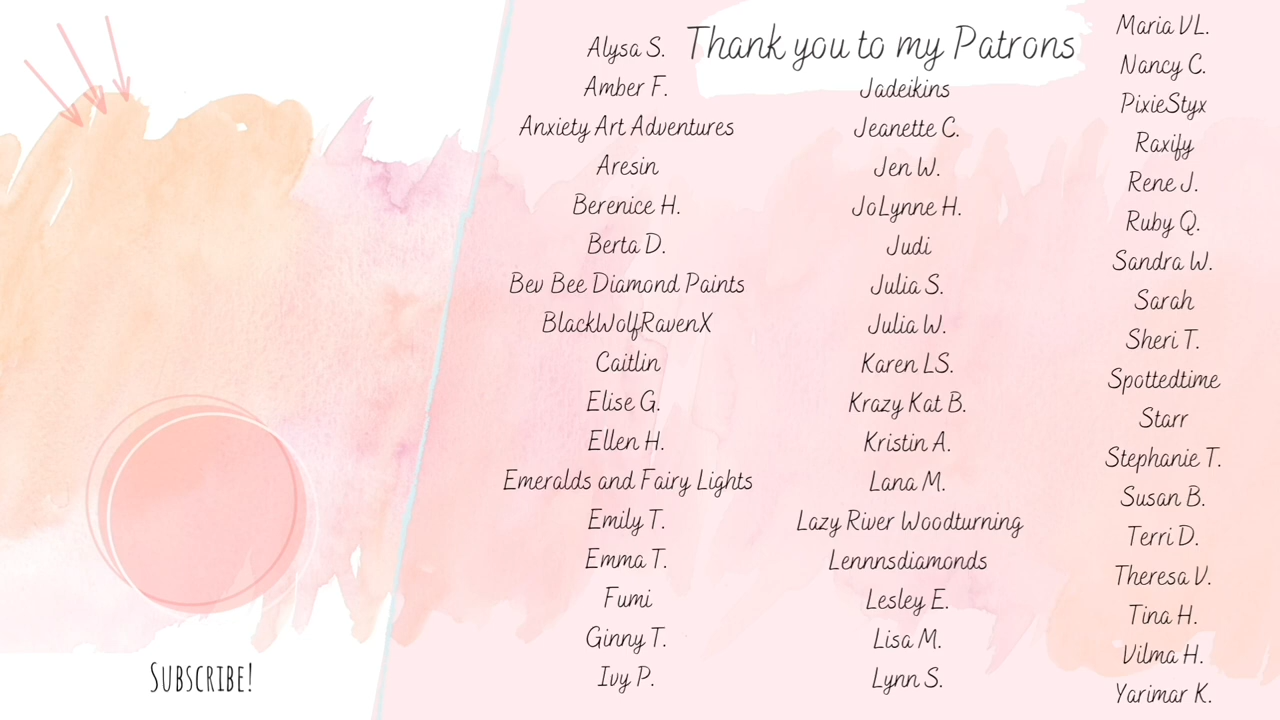 Thank you to my Patrons
Alysa S.
Amber F.
Anxiety Art Adventures
Aresin
Berenice H.
Berta D.
Bev Bee Diamond Paints
BlackWolfRavenX
Caitlin
Elise G.
Ellen H.
Emeralds and Fairy Lights
Emily T.
Emma T.
Fumi
Ginny T.
Ivy P.
Jadeikins
Jeanette C.
Jen W.
JoLynne H.
Judi
Julia S.
Julia W.
Karen LS.
Krazy Kat B.
Kristin A.
Lana M.
Lazy River Woodturning
Lennnsdiamonds
Lesley E.
Lisa M.
Lynn S.
Maria VL.
Nancy C.
PixieStyx
Raxify
Rene J.
Ruby Q.
Sandra W.
Sarah
Sheri T.
Spottedtime
Starr
Stephanie T.
Susan B.
Terri D.
Theresa V.
Tina H.
Vilma H.
Yarimar K.
SUBSCRIBE!